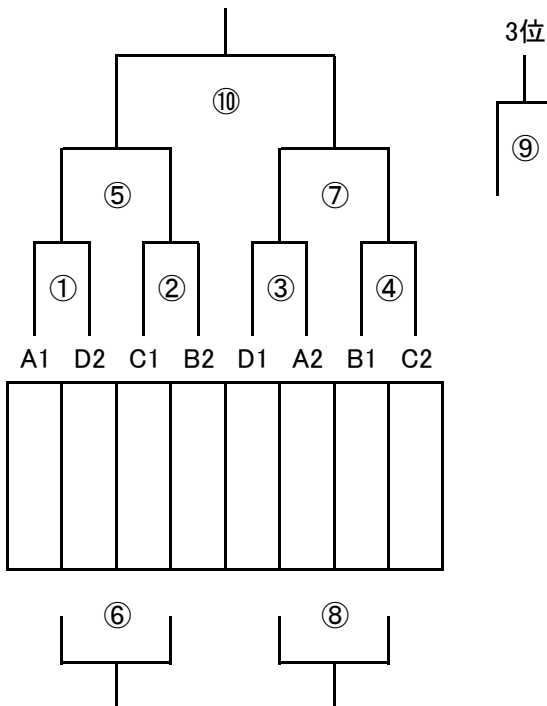 3位
⑩
⑨
⑤ ⑦
① ② ③ ④
A1 D2 C1 B2 D1 A2 B1 C2
⑥ ⑧